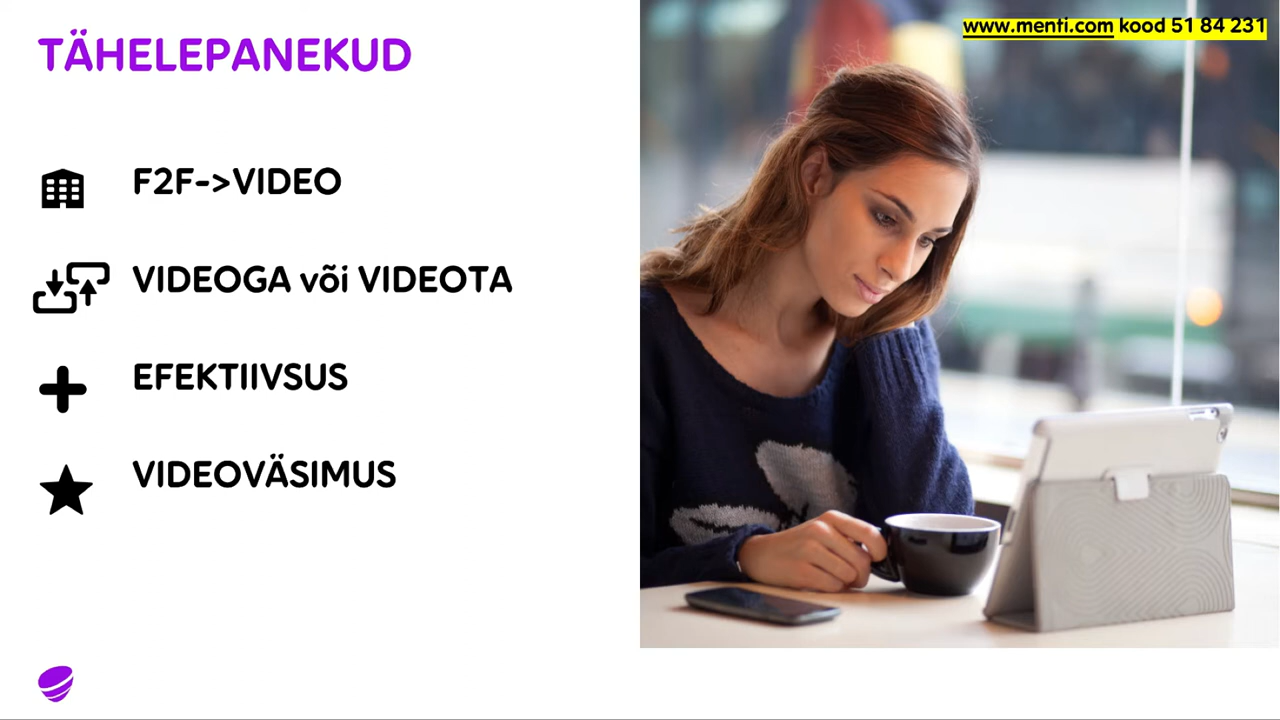 TÄHELEPANEKUD
www.menti.com kood 51 84 231
F2F->VIDEO
VIDEOGA või VIDEOTA
EFEKTIIVSUS
VIDEOVÄSIMUS